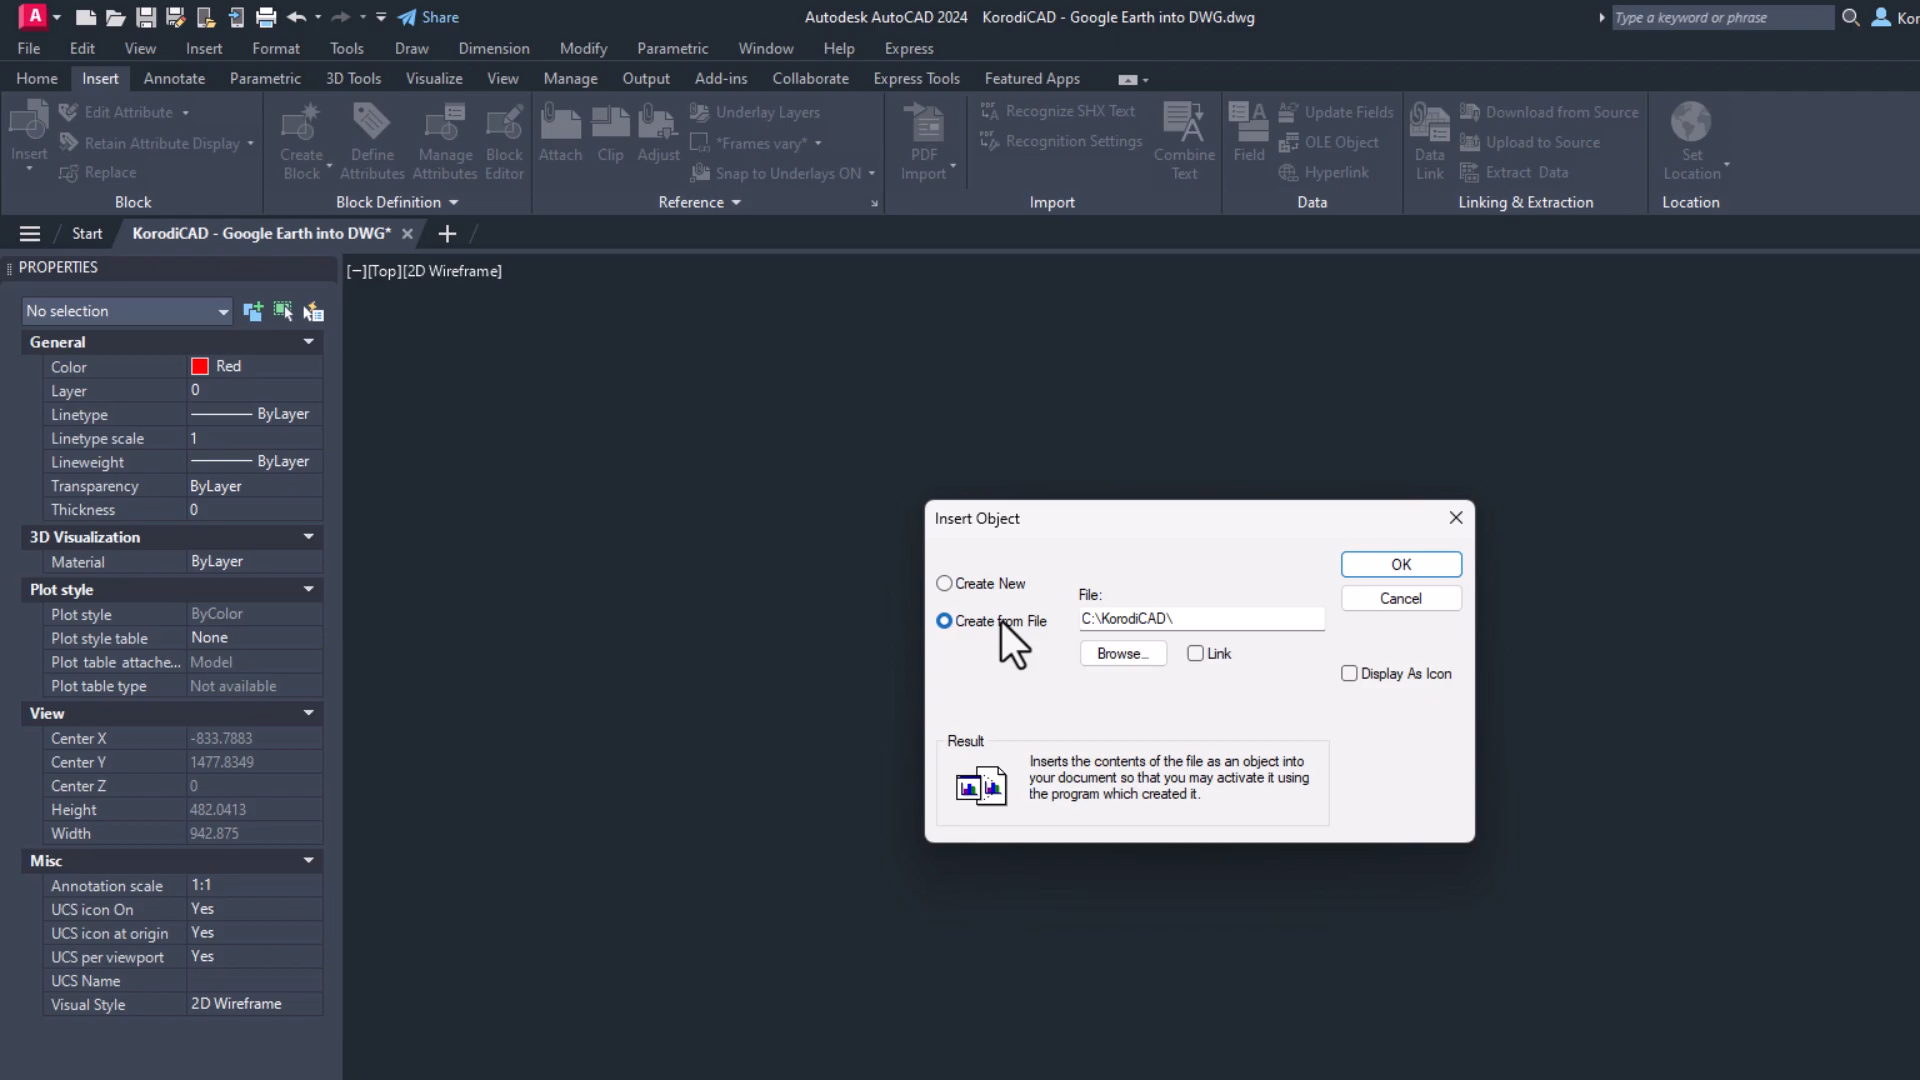 A Share Autodesk AutoCAD 2024 KorodiCAD - Google Earth into DWG.dwg Type a keyword or phrase Kor
File Edit View Insert Format Tools Draw Dimension Modify Parametric Window Help Express
Home Insert Annotate Parametric 3D Tools Visualize View Manage Output Add-ins Collaborate Express Tools Featured Apps
Insert
Edit Attribute
Retain Attribute Display
Replace
Block
Create Block
Define Attributes
Manage Attributes
Block Editor
Block Definition
Attach
Clip
Adjust
Underlay Layers
*Frames vary*
Snap to Underlays ON
Reference
PDF Import
PDF Recognize SHX Text
PDF Recognition Settings
Combine Text
Import
Field
Update Fields
OLE Object
Hyperlink
Data
Data Link
Download from Source
Upload to Source
Extract Data
Linking & Extraction
Set Location
Location
Start KorodiCAD - Google Earth into DWG*
PROPERTIES
[−][Top][2D Wireframe]
No selection
General
Color Red
Layer 0
Linetype ByLayer
Linetype scale 1
Lineweight ByLayer
Transparency ByLayer
Thickness 0
3D Visualization
Material ByLayer
Plot style
Plot style ByColor
Plot style table None
Plot table attache... Model
Plot table type Not available
View
Center X -833.7883
Center Y 1477.8349
Center Z 0
Height 482.0413
Width 942.875
Misc
Annotation scale 1:1
UCS icon On Yes
UCS icon at origin Yes
UCS per viewport Yes
UCS Name
Visual Style 2D Wireframe
Insert Object
Create New
Create from File
File:
C:\KorodiCAD\
Browse...
Link
OK
Cancel
Display As Icon
Result
Inserts the contents of the file as an object into
your document so that you may activate it using
the program which created it.